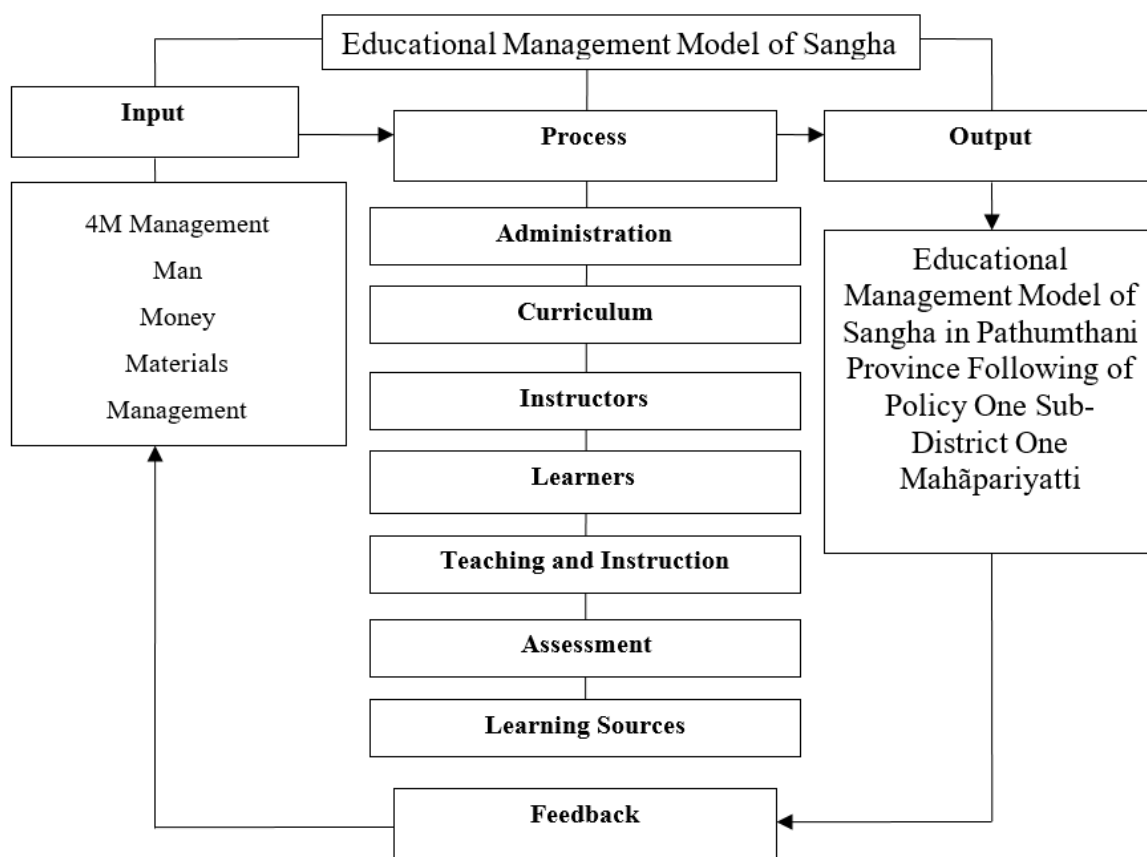 Educational Management Model of Sangha
Input
Process
Output
4M Management
Man
Money
Materials
Management
Administration
Curriculum
Instructors
Learners
Teaching and Instruction
Assessment
Learning Sources
Educational
Management Model of
Sangha in Pathumthani
Province Following of
Policy One Sub-
District One
Mahãpariyatti
Feedback